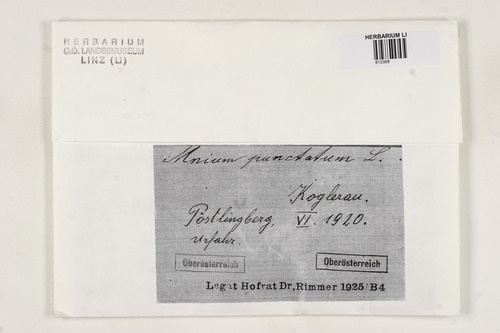 HERBARIUM
O.Ö. LANDESMUSEUM
LINZ (LI)
HERBARIUM LI
Mnium punctatum L.
Koglerau.
Pöstlingberg, VI. 1920.
Urfahr.
Oberösterreich
Oberösterreich
Legit Hofrat Dr. Rimmer 1925/B4